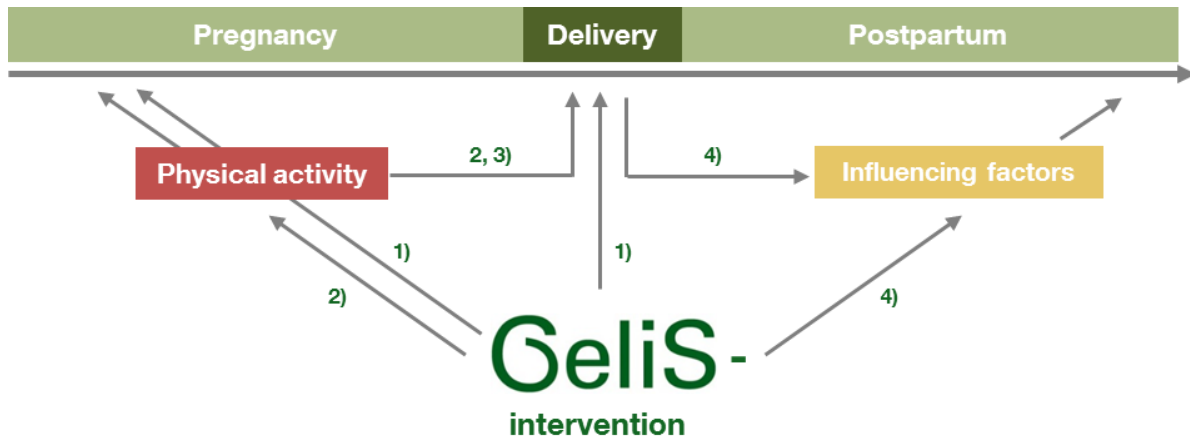 Pregnancy Delivery Postpartum
2, 3) 4)
Physical activity Influencing factors
1) 1)
2) 4)
GeliS -
intervention